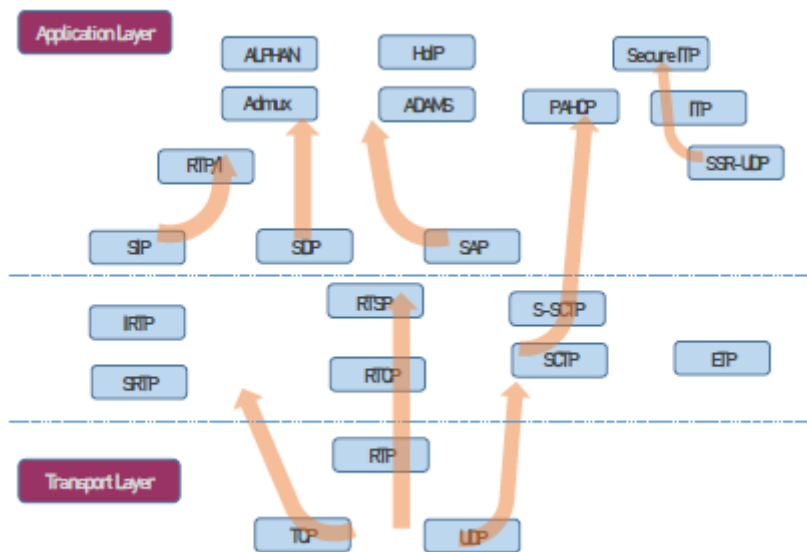 Application Layer
ALPHAN
HoIP
Secure ITP
Admux
ADAMS
PAHCP
ITP
RTP/I
SSR-UDP
SIP
SDP
SAP
RTSP
S-SCTP
IRTP
SCTP
ETP
SRTP
RTCP
RTP
Transport Layer
TCP
UDP